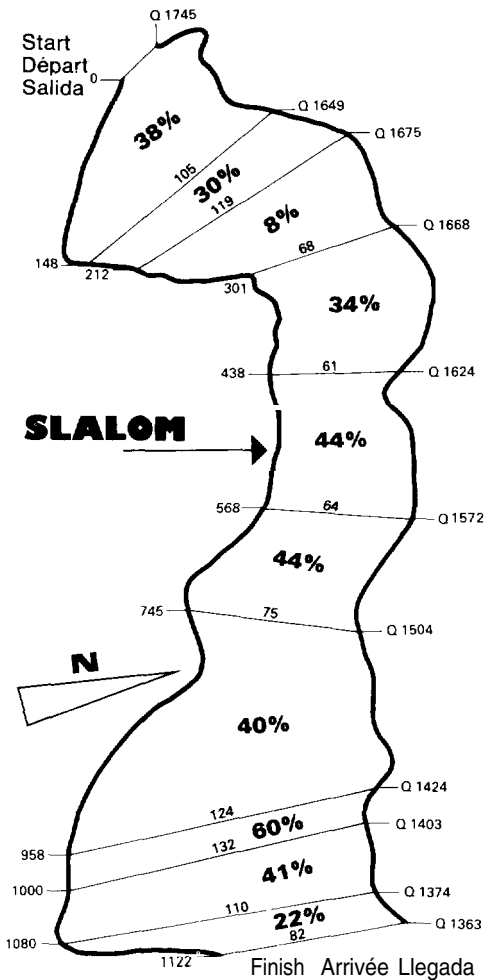 Q 1745
Start
Départ
Salida
0
Q 1649
38%
Q 1675
105
30%
119
8%
Q 1668
68
148
212
301
34%
438
61
Q 1624
SLALOM
44%
568
64
Q 1572
44%
745
75
Q 1504
N
40%
Q 1424
124
60%
Q 1403
132
958
41%
1000
Q 1374
110
22%
Q 1363
1080
82
1122
Finish Arrivée Llegada